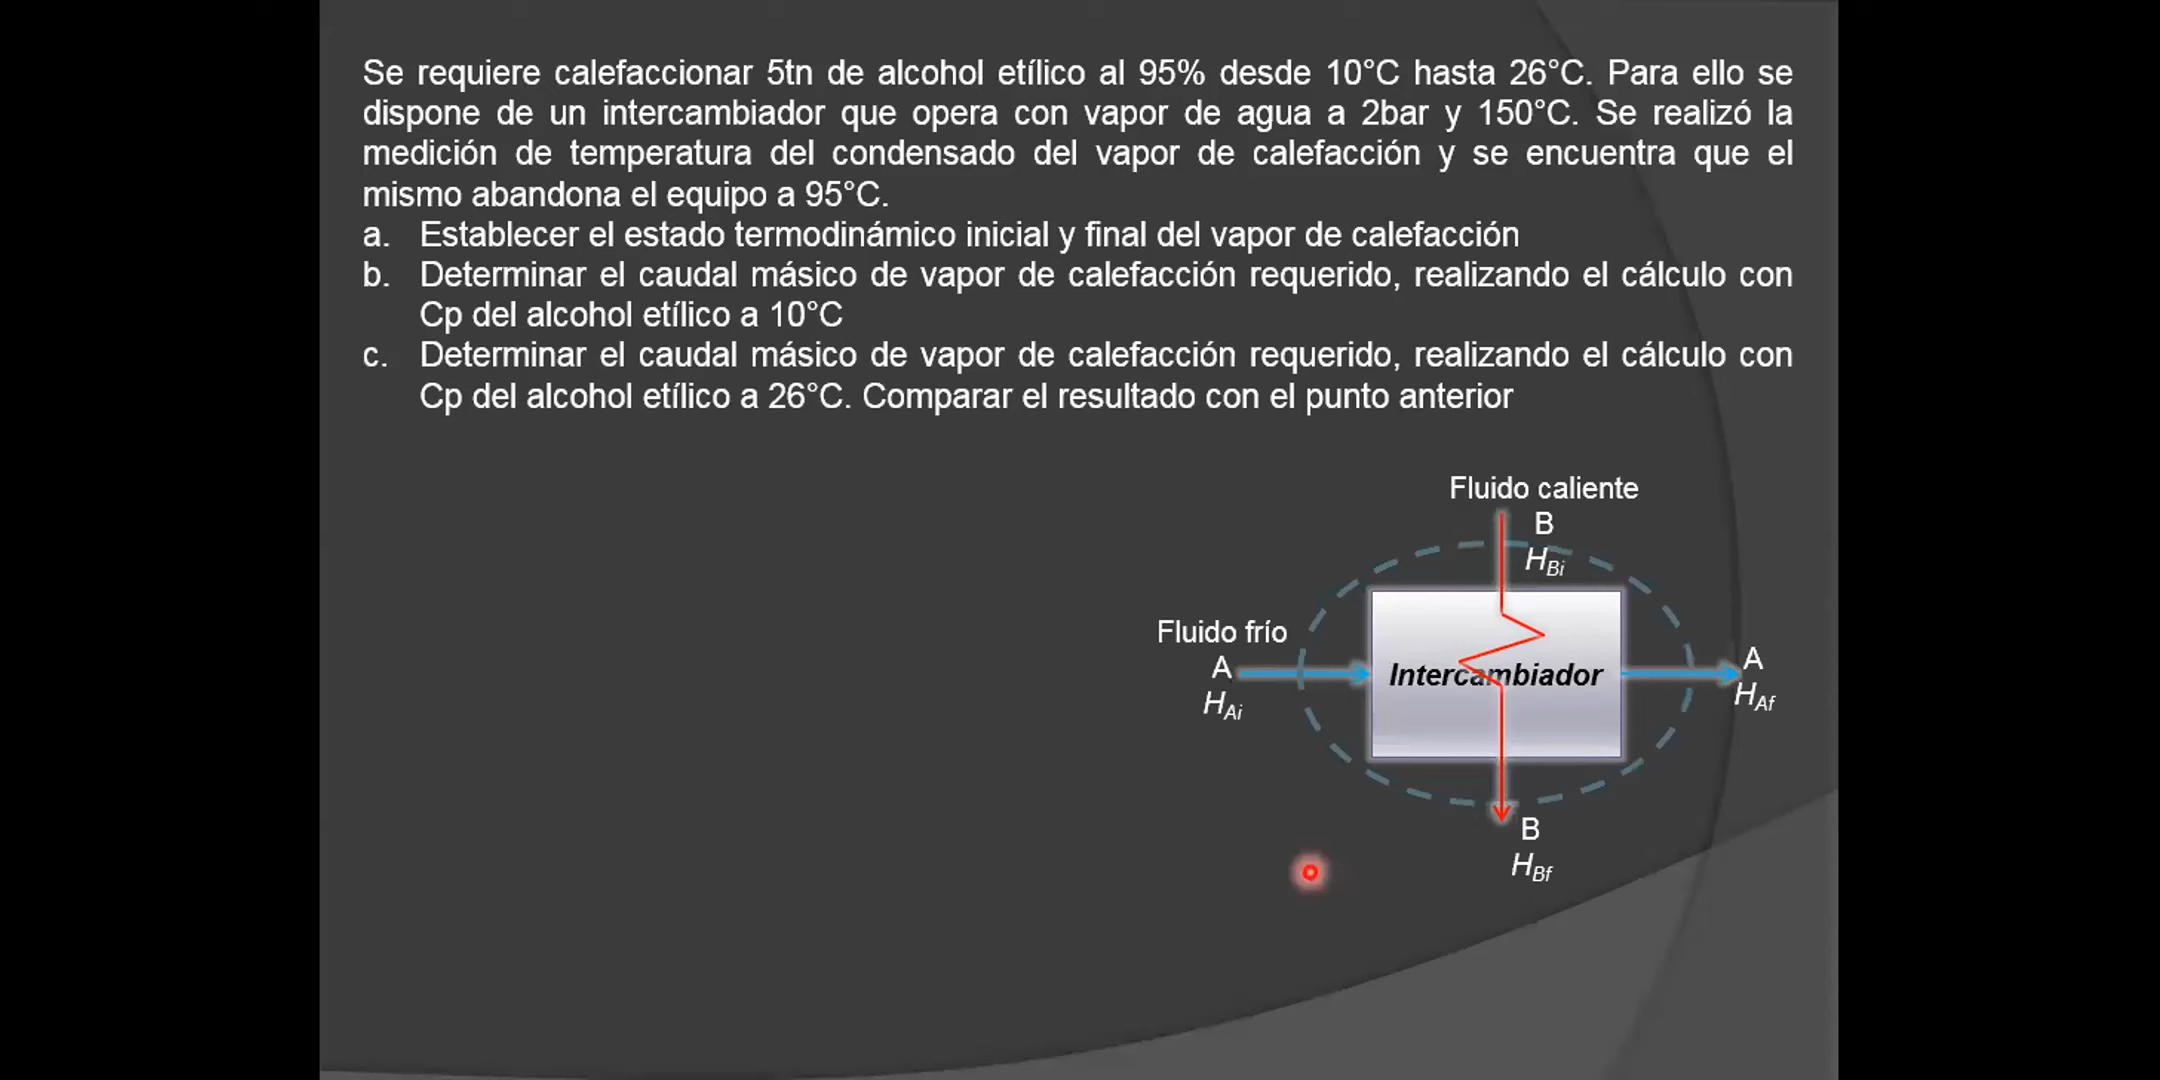 Se requiere calefaccionar 5tn de alcohol etílico al 95% desde 10°C hasta 26°C. Para ello se
dispone de un intercambiador que opera con vapor de agua a 2bar y 150°C. Se realizó la
medición de temperatura del condensado del vapor de calefacción y se encuentra que el
mismo abandona el equipo a 95°C.
a. Establecer el estado termodinámico inicial y final del vapor de calefacción
b. Determinar el caudal másico de vapor de calefacción requerido, realizando el cálculo con
Cp del alcohol etílico a 10°C
c. Determinar el caudal másico de vapor de calefacción requerido, realizando el cálculo con
Cp del alcohol etílico a 26°C. Comparar el resultado con el punto anterior
Fluido caliente
B
H_Bi
Fluido frío
A
H_Ai
Intercambiador
A
H_Af
B
H_Bf